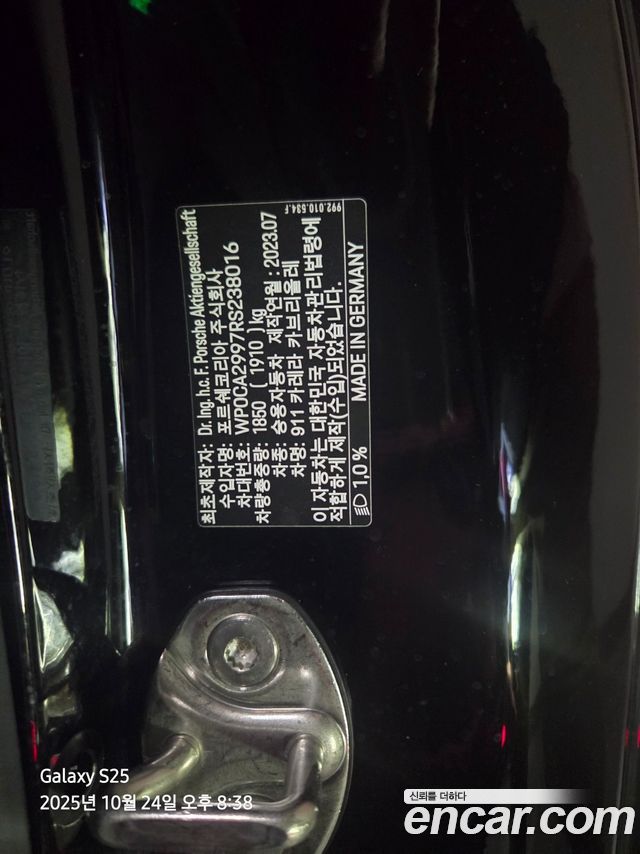 최초제작자: Dr. Ing. h.c. F. Porsche Aktiengesellschaft
수입자명: 포르쉐코리아 주식회사
차대번호: WP0CA2997RS238016
차량총중량: 1850 ( 1910 ) kg
차종: 승용자동차 제작연월 : 2023.07
차명: 911 카레라 카브리올레
이 자동차는 대한민국 자동차관리법령에
적합하게 제작(수입)되었습니다.
1,0 % MADE IN GERMANY
992.010.534.F
Galaxy S25
2025년 10월 24일 오후 8:38
신뢰를 더하다
encar.com